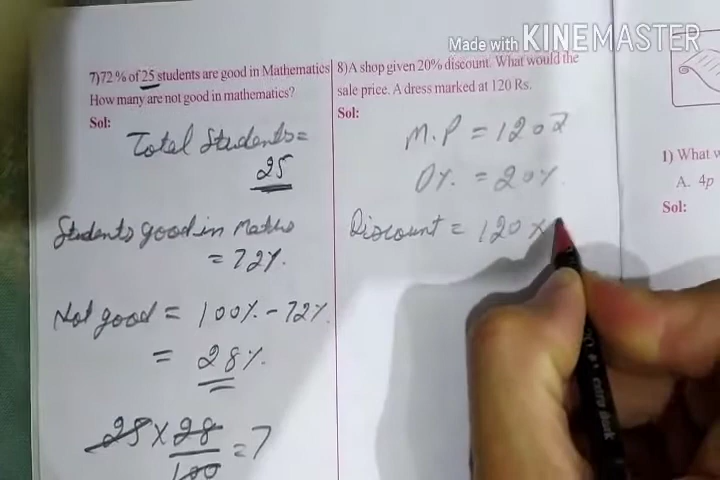 Made with KINEMASTER
7)72 % of 25 students are good in Mathematics
How many are not good in mathematics?
Sol:
Total Students =
25
Students good in Maths
= 72%.
Not good = 100% - 72%.
= 28%.
25 × 28/100 = 7
8)A shop given 20% discount. What would the
sale price. A dress marked at 120 Rs.
Sol:
M.P = 120₹
D%. = 20%.
Discount = 120 ×
1) What
A. 4p
Sol: